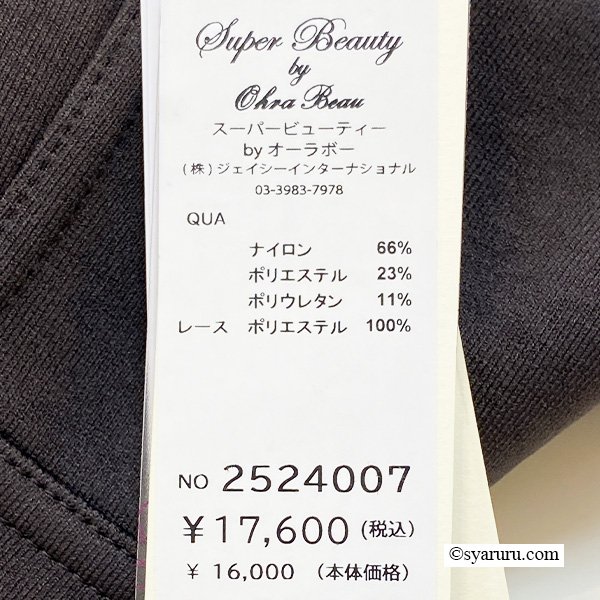 Super Beauty
by
Ohra Beau
スーパービューティー
by オーラボー
(株)ジェイシーインターナショナル
03-3983-7978
QUA
ナイロン 66%
ポリエステル 23%
ポリウレタン 11%
レース ポリエステル 100%
NO 2524007
¥17,600(税込)
¥ 16,000 (本体価格)
©syaruru.com